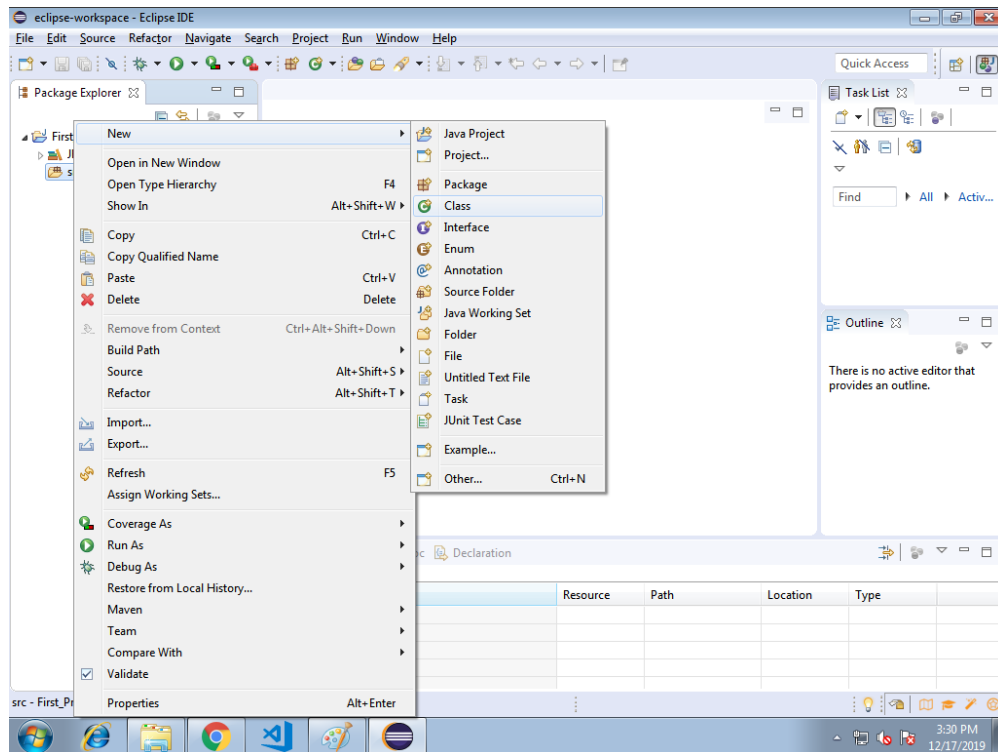 eclipse-workspace - Eclipse IDE
File Edit Source Refactor Navigate Search Project Run Window Help
Quick Access
Package Explorer
Task List
First
New
Open in New Window
Open Type Hierarchy F4
Show In Alt+Shift+W
Copy Ctrl+C
Copy Qualified Name
Paste Ctrl+V
Delete Delete
Remove from Context Ctrl+Alt+Shift+Down
Build Path
Source Alt+Shift+S
Refactor Alt+Shift+T
Import...
Export...
Refresh F5
Assign Working Sets...
Coverage As
Run As
Debug As
Restore from Local History...
Maven
Team
Compare With
Validate
Properties Alt+Enter
Java Project
Project...
Package
Class
Interface
Enum
Annotation
Source Folder
Java Working Set
Folder
File
Untitled Text File
Task
JUnit Test Case
Example...
Other... Ctrl+N
Find All Activ...
Outline
There is no active editor that
provides an outline.
Declaration
Resource Path Location Type
src - First_Pr
3:30 PM
12/17/2019